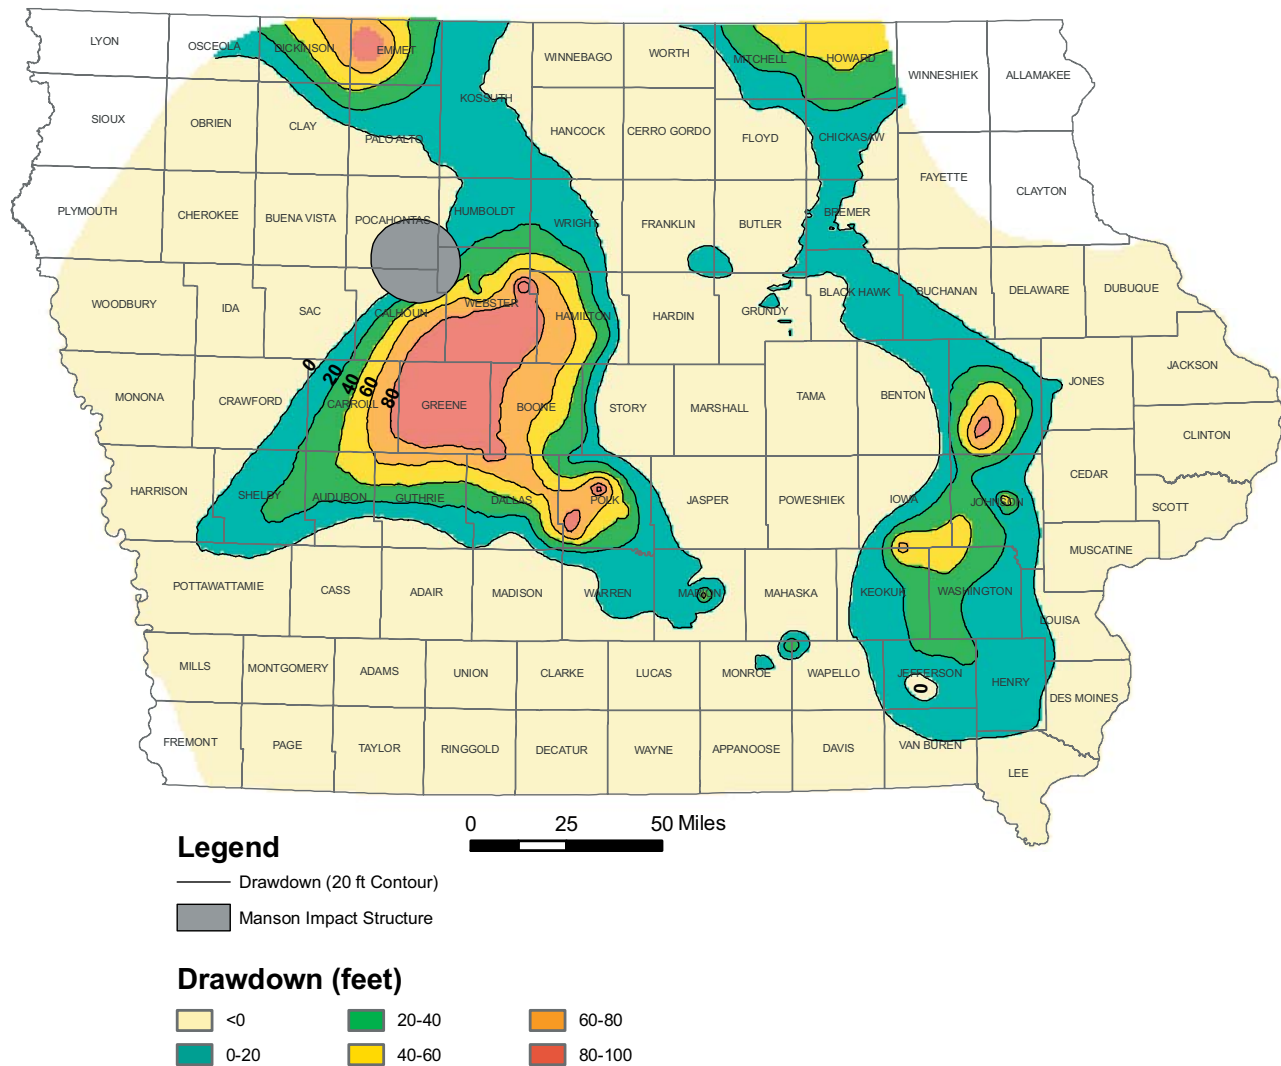 LYON
OSCEOLA
DICKINSON
EMMET
KOSSUTH
WINNEBAGO
WORTH
MITCHELL
HOWARD
WINNESHIEK
ALLAMAKEE
SIOUX
OBRIEN
CLAY
PALO ALTO
HANCOCK
CERRO GORDO
FLOYD
CHICKASAW
FAYETTE
CLAYTON
PLYMOUTH
CHEROKEE
BUENA VISTA
POCAHONTAS
HUMBOLDT
WRIGHT
FRANKLIN
BUTLER
BREMER
WOODBURY
IDA
SAC
CALHOUN
WEBSTER
HAMILTON
HARDIN
GRUNDY
BLACK HAWK
BUCHANAN
DELAWARE
DUBUQUE
0
20
40
60
80
MONONA
CRAWFORD
CARROLL
GREENE
BOONE
STORY
MARSHALL
TAMA
BENTON
JONES
JACKSON
CLINTON
HARRISON
SHELBY
AUDUBON
GUTHRIE
DALLAS
POLK
JASPER
POWESHIEK
IOWA
JOHNSON
CEDAR
SCOTT
MUSCATINE
POTTAWATTAMIE
CASS
ADAIR
MADISON
WARREN
MARION
MAHASKA
KEOKUK
WASHINGTON
LOUISA
MILLS
MONTGOMERY
ADAMS
UNION
CLARKE
LUCAS
MONROE
WAPELLO
JEFFERSON
0
HENRY
DES MOINES
FREMONT
PAGE
TAYLOR
RINGGOLD
DECATUR
WAYNE
APPANOOSE
DAVIS
VAN BUREN
LEE
0 25 50 Miles
Legend
Drawdown (20 ft Contour)
Manson Impact Structure
Drawdown (feet)
<0 20-40 60-80
0-20 40-60 80-100